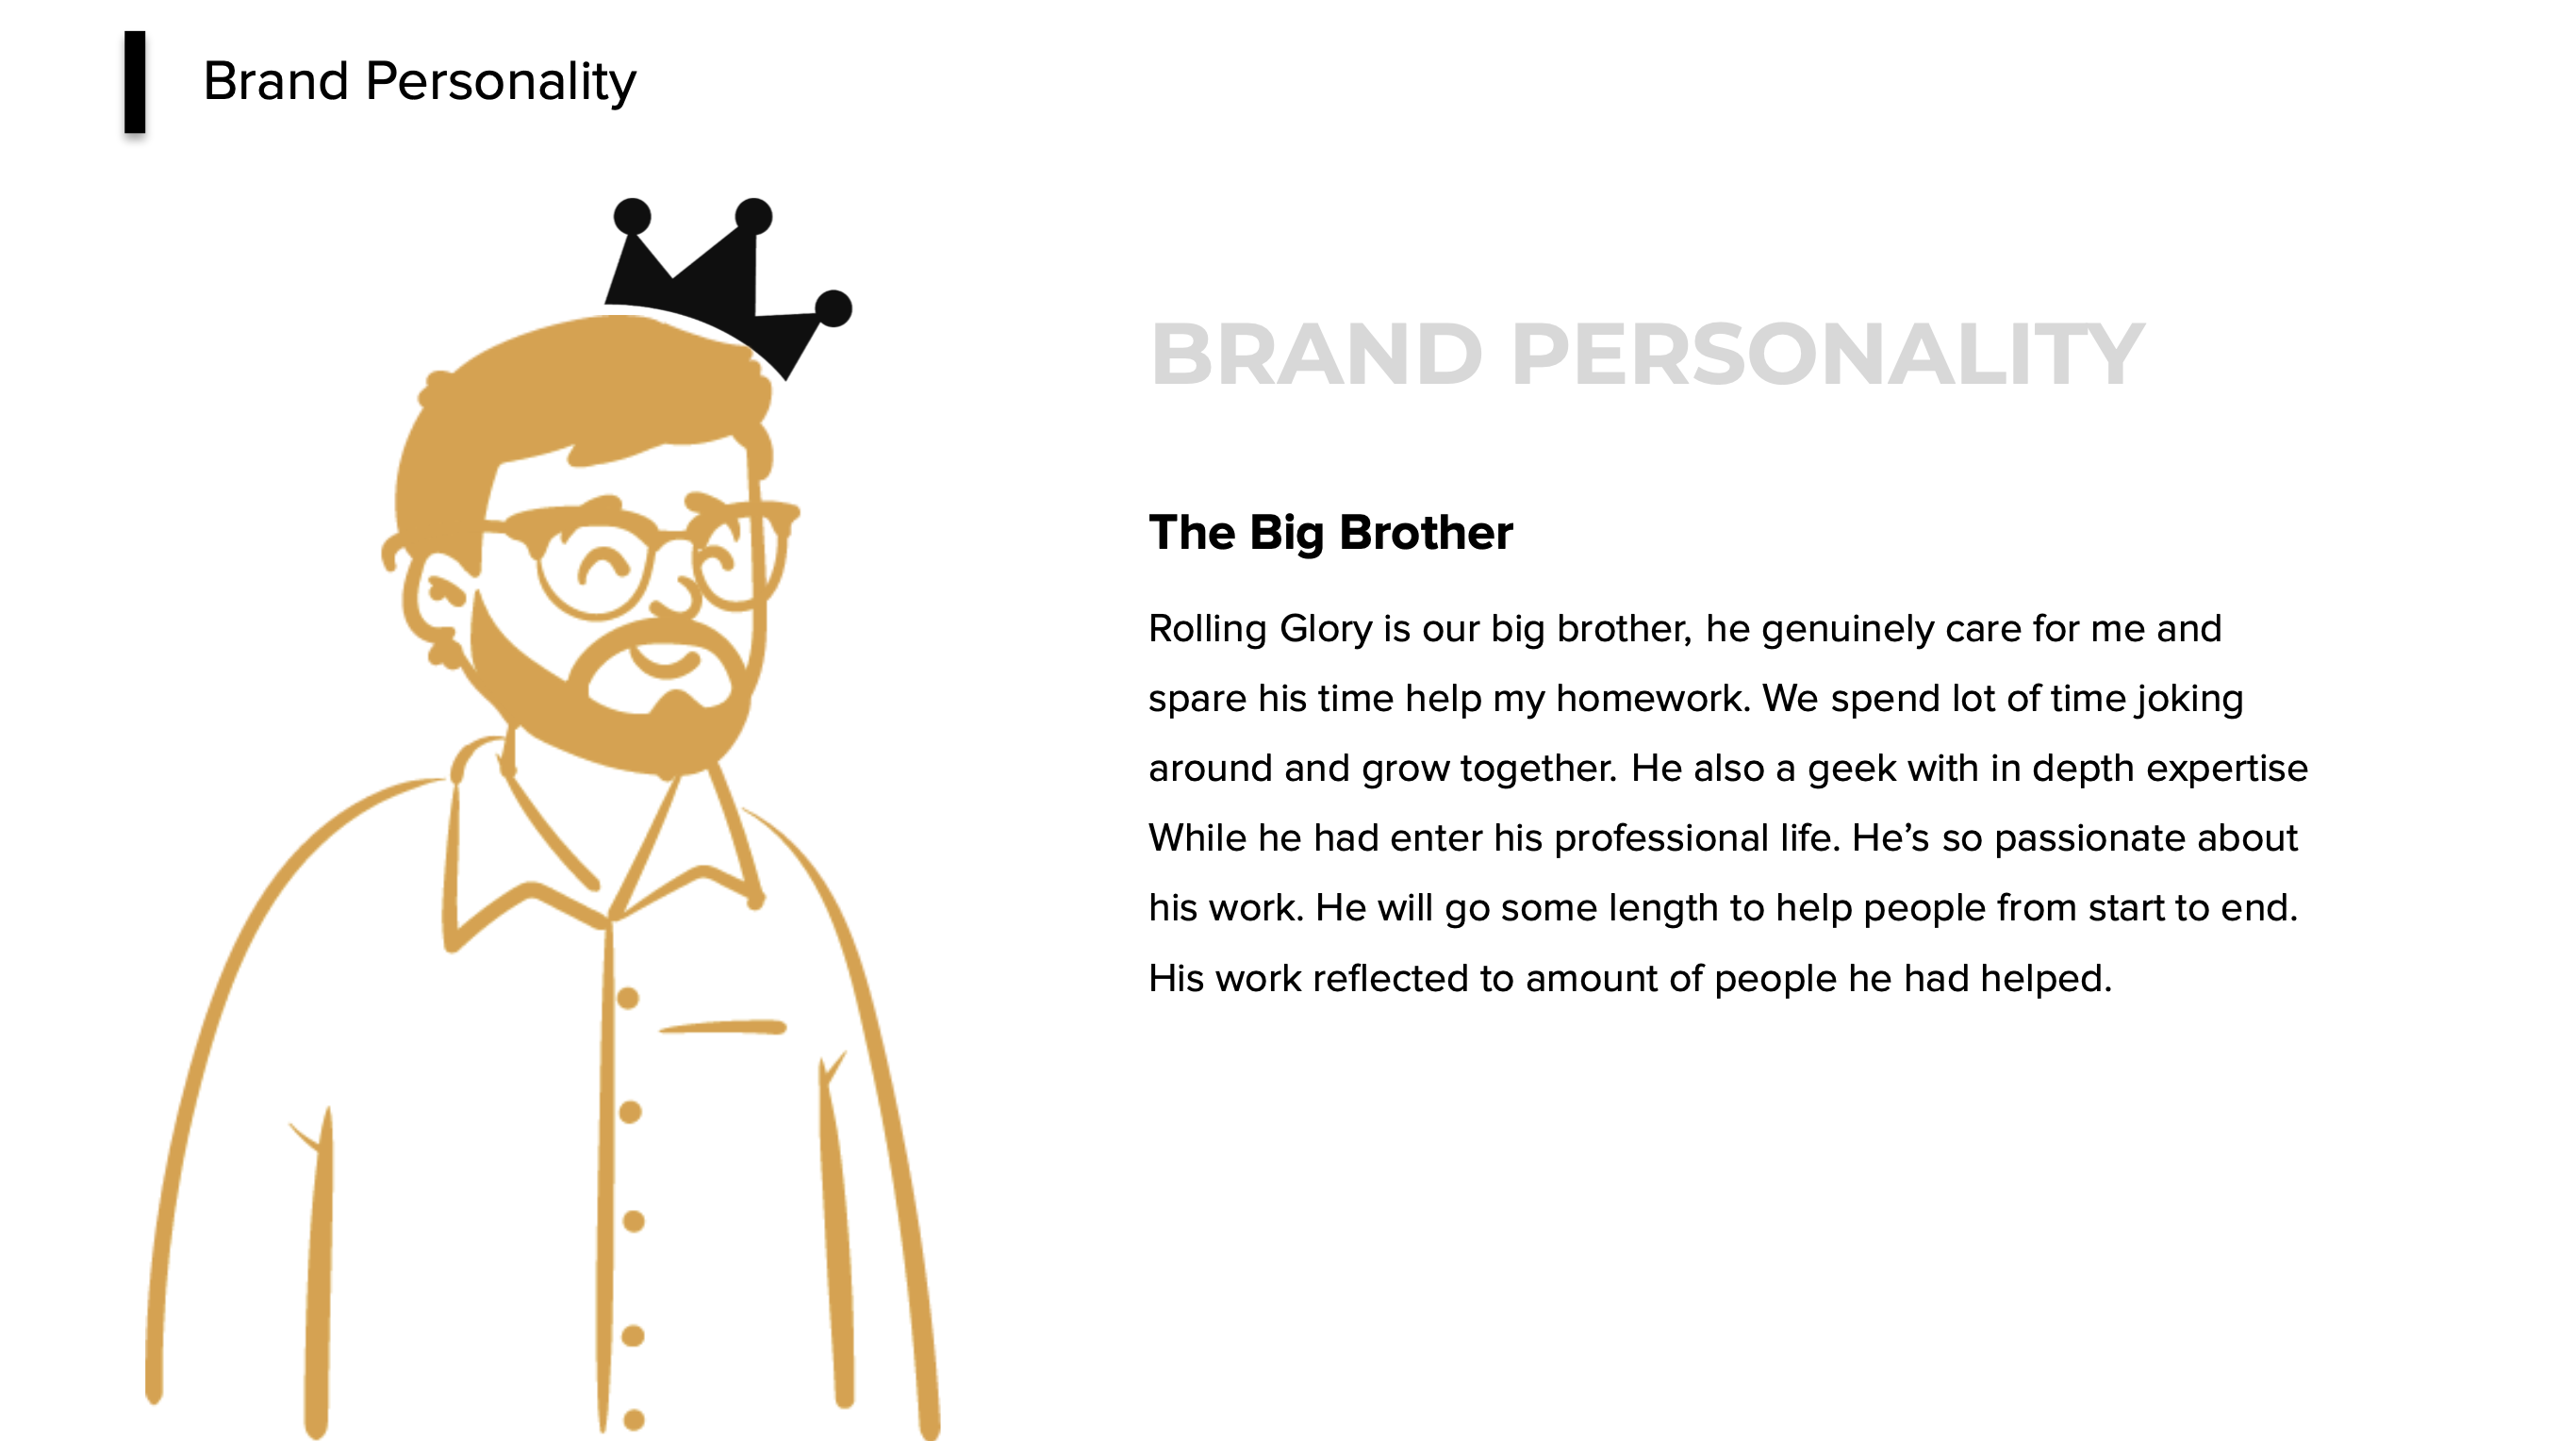 Brand Personality
BRAND PERSONALITY
The Big Brother
Rolling Glory is our big brother, he genuinely care for me and
spare his time help my homework. We spend lot of time joking
around and grow together. He also a geek with in depth expertise
While he had enter his professional life. He’s so passionate about
his work. He will go some length to help people from start to end.
His work reflected to amount of people he had helped.